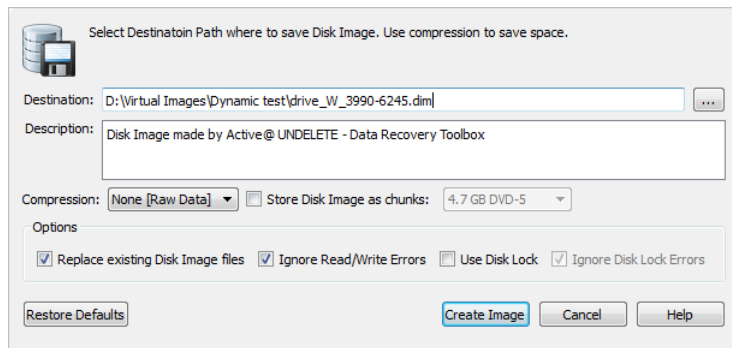 Select Destinatoin Path where to save Disk Image. Use compression to save space.
Destination: D:\Virtual Images\Dynamic test\drive_W_3990-6245.dim ...
Description: Disk Image made by Active@ UNDELETE - Data Recovery Toolbox
Compression: None [Raw Data] Store Disk Image as chunks: 4.7 GB DVD-5
Options
Replace existing Disk Image files Ignore Read/Write Errors Use Disk Lock Ignore Disk Lock Errors
Restore Defaults Create Image Cancel Help